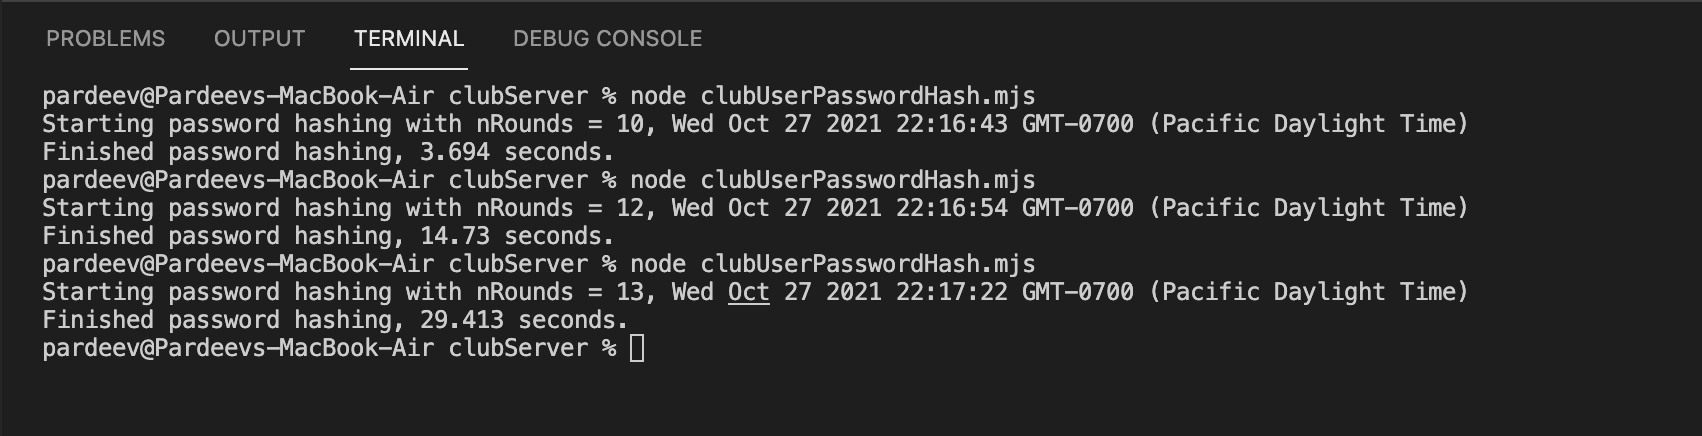 PROBLEMS OUTPUT TERMINAL DEBUG CONSOLE
pardeev@Pardeevs-MacBook-Air clubServer % node clubUserPasswordHash.mjs
Starting password hashing with nRounds = 10, Wed Oct 27 2021 22:16:43 GMT-0700 (Pacific Daylight Time)
Finished password hashing, 3.694 seconds.
pardeev@Pardeevs-MacBook-Air clubServer % node clubUserPasswordHash.mjs
Starting password hashing with nRounds = 12, Wed Oct 27 2021 22:16:54 GMT-0700 (Pacific Daylight Time)
Finished password hashing, 14.73 seconds.
pardeev@Pardeevs-MacBook-Air clubServer % node clubUserPasswordHash.mjs
Starting password hashing with nRounds = 13, Wed Oct 27 2021 22:17:22 GMT-0700 (Pacific Daylight Time)
Finished password hashing, 29.413 seconds.
pardeev@Pardeevs-MacBook-Air clubServer %